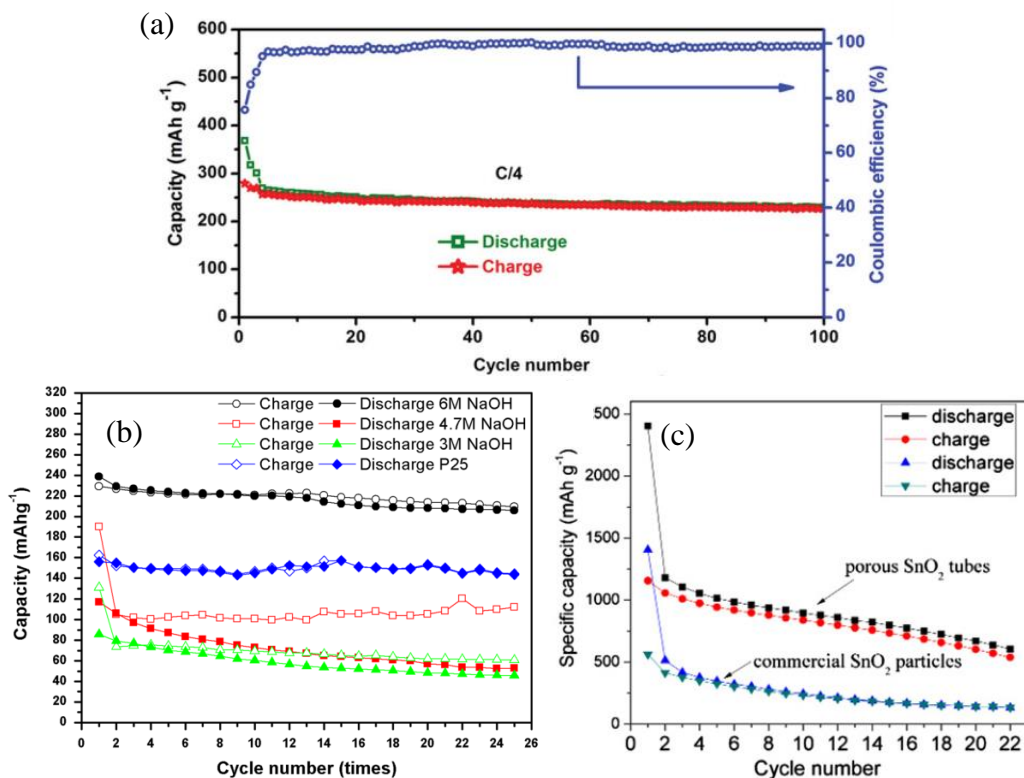 (a)
600
500
400
300
200
100
0
Capacity (mAh g⁻¹)
100
80
60
40
20
0
Coulombic efficiency (%)
C/4
Discharge
Charge
0 20 40 60 80 100
Cycle number
(b)
320
300
280
260
240
220
200
180
160
140
120
100
80
60
40
20
0
Capacity (mAhg⁻¹)
Charge Discharge 6M NaOH
Charge Discharge 4.7M NaOH
Charge Discharge 3M NaOH
Charge Discharge P25
0 2 4 6 8 10 12 14 16 18 20 22 24 26
Cycle number (times)
(c)
500
2000
1500
1000
500
0
Specific capacity (mAh g⁻¹)
discharge
charge
discharge
charge
porous SnO₂ tubes
commercial SnO₂ particles
0 2 4 6 8 10 12 14 16 18 20 22
Cycle number